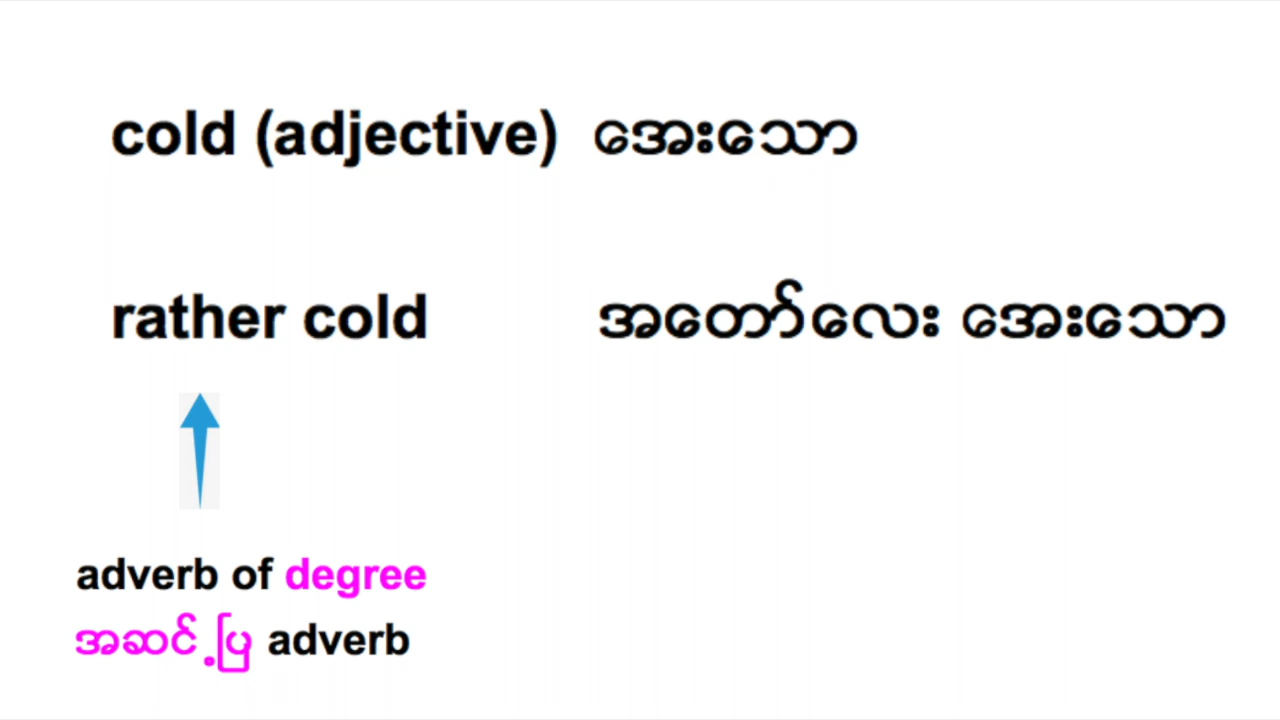 cold (adjective) အေးသော
rather cold အတော်လေး အေးသော
adverb of degree
အဆင့်ပြ adverb